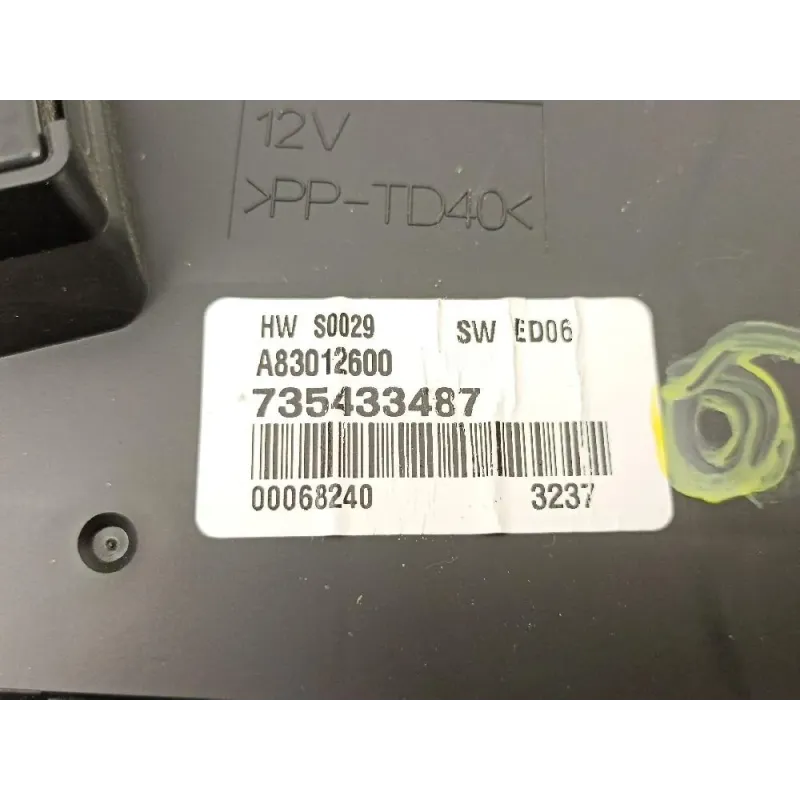 12V
>PP-TD40<
HW S0029 SW ED06
A83012600
735433487
00068240 3237